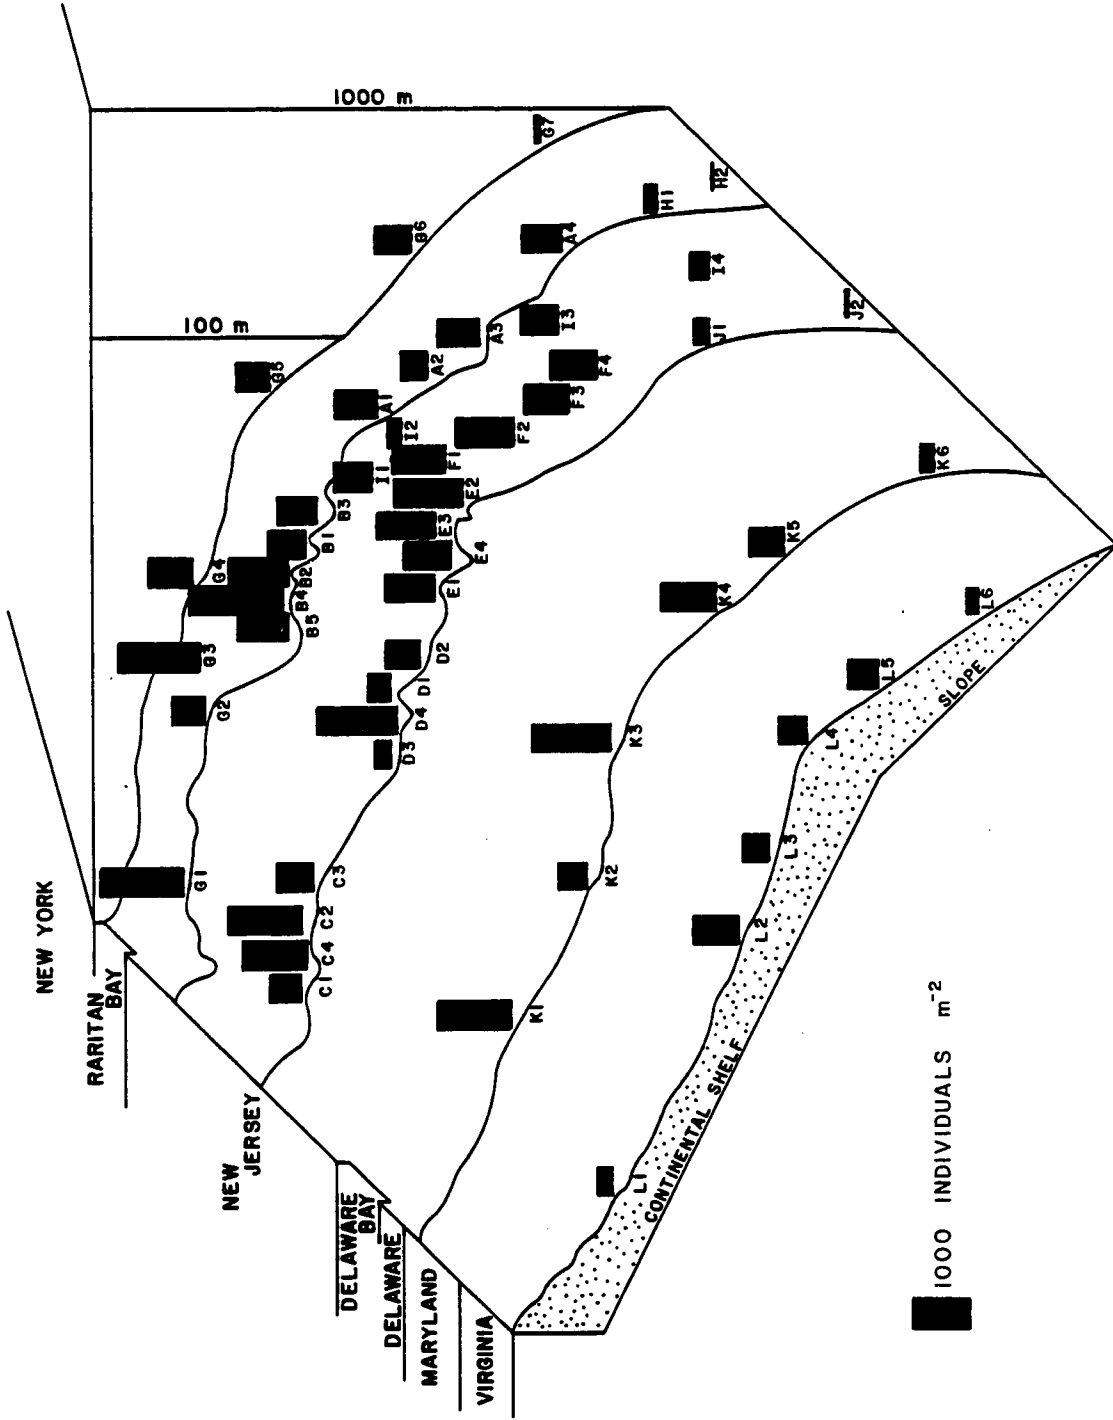 NEW YORK
RARITAN
BAY
NEW
JERSEY
DELAWARE
BAY
DELAWARE
MARYLAND
VIRGINIA
100 m
1000 m
G1
G2
G3
G4
G5
G6
G7
B5
B4
B2
B1
B3
I1
A1
A2
A3
A4
H1
H2
C1
C4
C2
C3
D3
D4
D1
D2
E1
E4
E3
E2
F1
I2
F2
F3
F4
I3
I4
J1
J2
K1
K2
K3
K4
K5
K6
L1
L2
L3
L4
L5
L6
CONTINENTAL SHELF
SLOPE
1000 INDIVIDUALS m⁻²